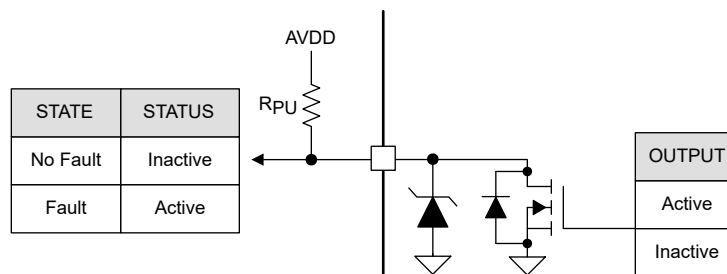 AVDD
RPU
STATE STATUS
No Fault Inactive
Fault Active
OUTPUT
Active
Inactive